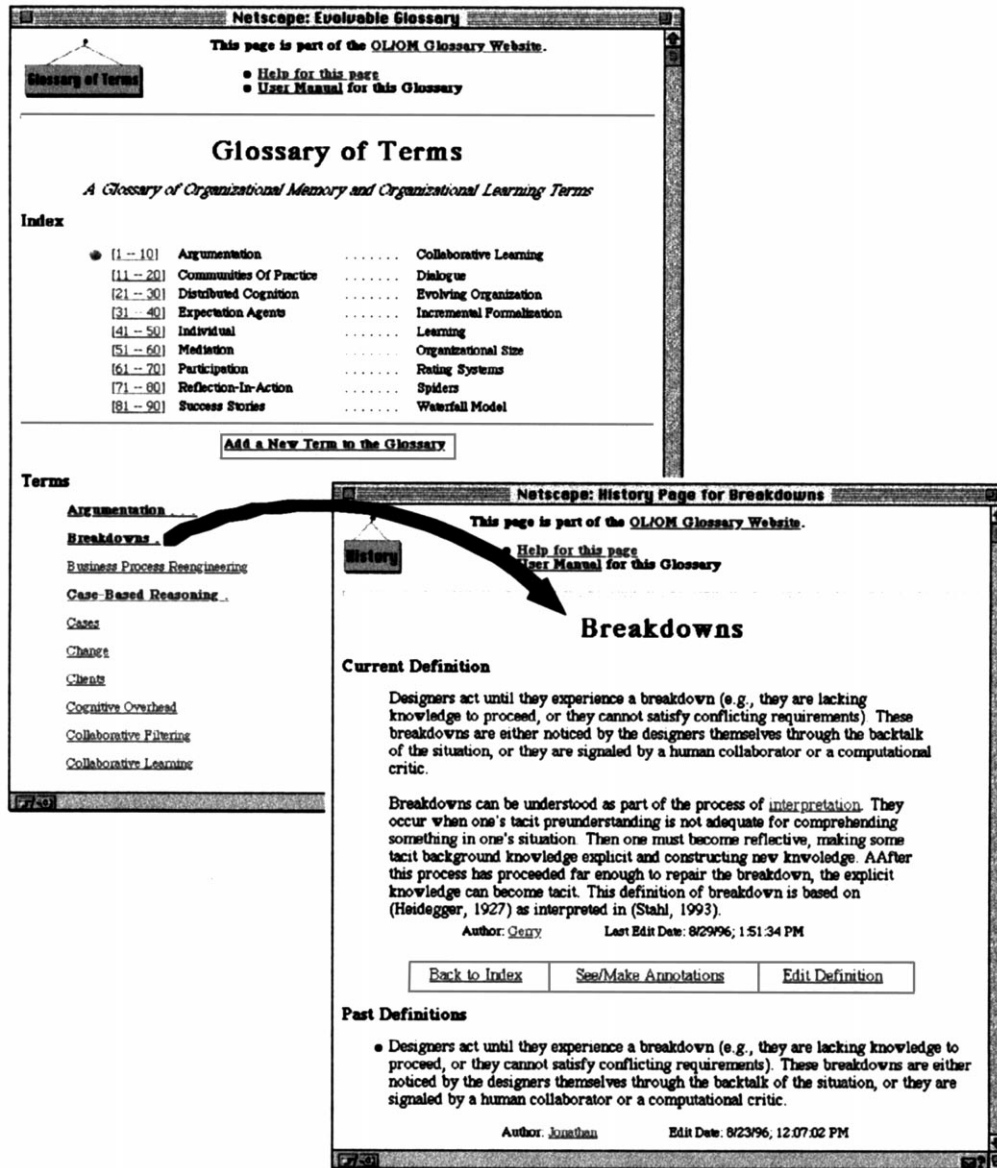 Netscape: Evolvable Glossary
Glossary of Terms
This page is part of the OL/OM Glossary Website.
● Help for this page
● User Manual for this Glossary
Glossary of Terms
A Glossary of Organizational Memory and Organizational Learning Terms
Index
[1 -- 10] Argumentation ....... Collaborative Learning
[11 -- 20] Communities Of Practice ....... Dialogue
[21 -- 30] Distributed Cognition ....... Evolving Organization
[31 -- 40] Expectation Agents ....... Incremental Formalization
[41 -- 50] Individual ....... Learning
[51 -- 60] Mediation ....... Organizational Size
[61 -- 70] Participation ....... Rating Systems
[71 -- 80] Reflection-In-Action ....... Spiders
[81 -- 90] Success Stories ....... Waterfall Model
Add a New Term to the Glossary
Terms
Argumentation . . .
Breakdowns .
Business Process Reengineering
Case-Based Reasoning .
Cases
Change
Clients
Cognitive Overhead
Collaborative Filtering
Collaborative Learning
Netscape: History Page for Breakdowns
History
This page is part of the OL/OM Glossary Website.
● Help for this page
User Manual for this Glossary
Breakdowns
Current Definition
Designers act until they experience a breakdown (e.g., they are lacking
knowledge to proceed, or they cannot satisfy conflicting requirements). These
breakdowns are either noticed by the designers themselves through the backtalk
of the situation, or they are signaled by a human collaborator or a computational
critic.
Breakdowns can be understood as part of the process of interpretation. They
occur when one's tacit preunderstanding is not adequate for comprehending
something in one's situation. Then one must become reflective, making some
tacit background knowledge explicit and constructing new knvoledge. AAfter
this process has proceeded far enough to repair the breakdown, the explicit
knowledge can become tacit. This definition of breakdown is based on
(Heidegger, 1927) as interpreted in (Stahl, 1993).
Author: Gerry Last Edit Date: 8/29/96; 1:51:34 PM
Back to Index See/Make Annotations Edit Definition
Past Definitions
● Designers act until they experience a breakdown (e.g., they are lacking knowledge to
proceed, or they cannot satisfy conflicting requirements). These breakdowns are either
noticed by the designers themselves through the backtalk of the situation, or they are
signaled by a human collaborator or a computational critic.
Author: Jonathan Edit Date: 8/23/96; 12:07:02 PM